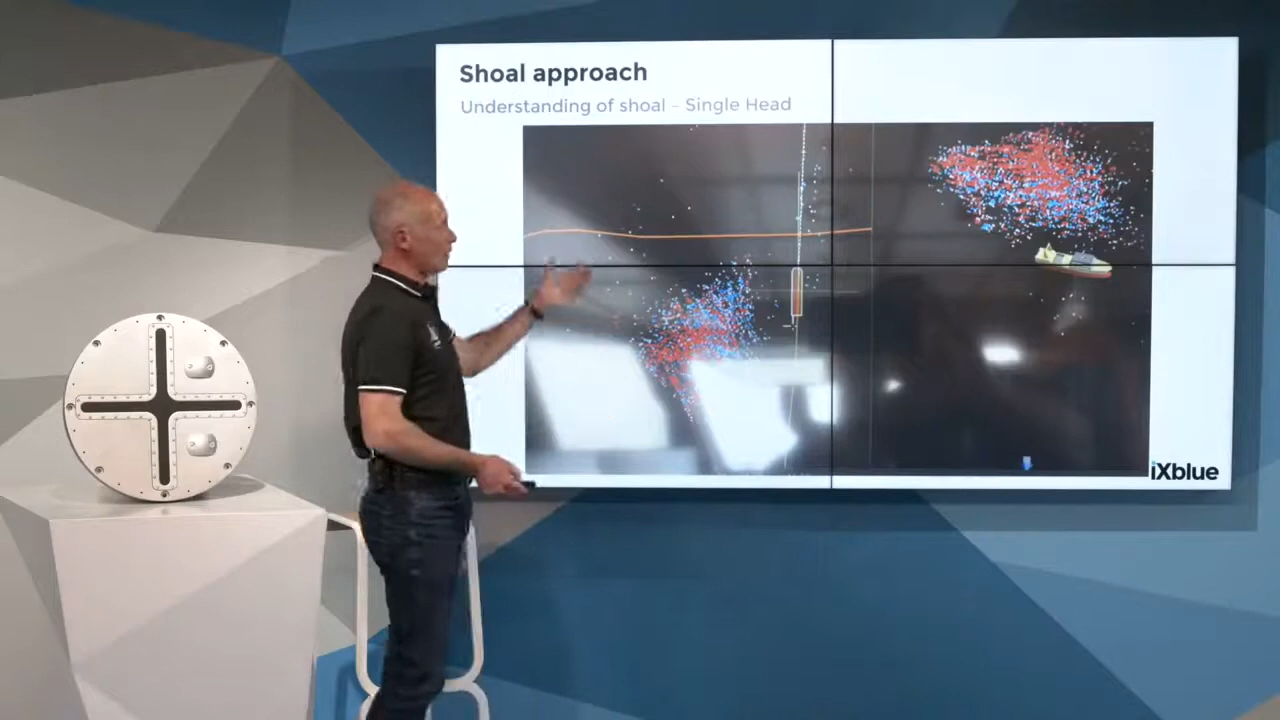 Shoal approach
Understanding of shoal – Single Head
iXblue